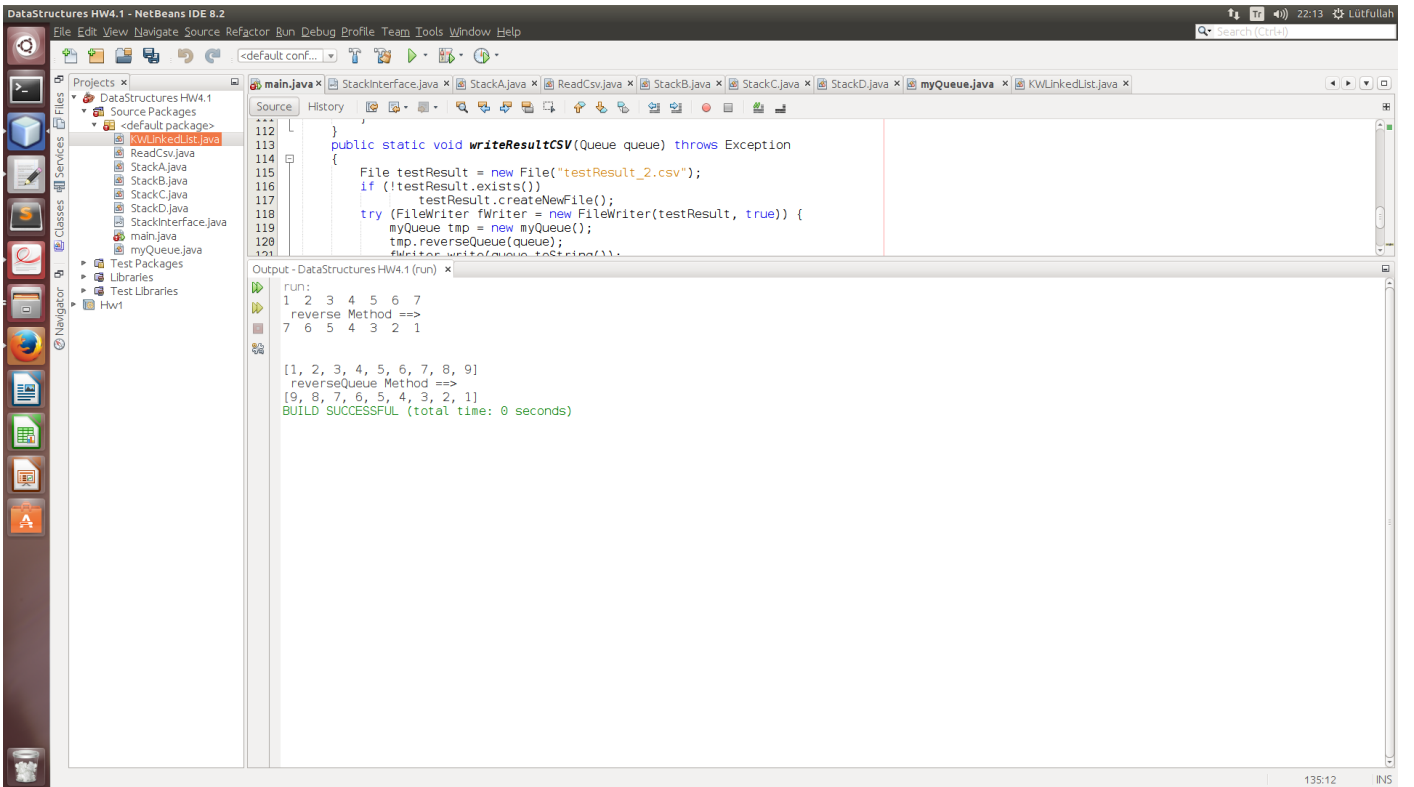 DataStructures HW4.1 - NetBeans IDE 8.2
Tr 22:13 Lütfullah
File Edit View Navigate Source Refactor Run Debug Profile Team Tools Window Help
Search (Ctrl+I)
<default conf...
Projects
main.java StackInterface.java StackA.java ReadCsv.java StackB.java StackC.java StackD.java myQueue.java KWLinkedList.java
Files
Services
Classes
Navigator
DataStructures HW4.1
Source Packages
<default package>
KWLinkedList.java
ReadCsv.java
StackA.java
StackB.java
StackC.java
StackD.java
StackInterface.java
main.java
myQueue.java
Test Packages
Libraries
Test Libraries
Hw1
Source History
111 }
112 }
113 public static void writeResultCSV(Queue queue) throws Exception
114 {
115 File testResult = new File("testResult_2.csv");
116 if (!testResult.exists())
117 testResult.createNewFile();
118 try (FileWriter fWriter = new FileWriter(testResult, true)) {
119 myQueue tmp = new myQueue();
120 tmp.reverseQueue(queue);
121 fWriter.write(queue.toString());
Output - DataStructures HW4.1 (run)
run:
1 2 3 4 5 6 7
reverse Method ==>
7 6 5 4 3 2 1
[1, 2, 3, 4, 5, 6, 7, 8, 9]
reverseQueue Method ==>
[9, 8, 7, 6, 5, 4, 3, 2, 1]
BUILD SUCCESSFUL (total time: 0 seconds)
135:12 INS